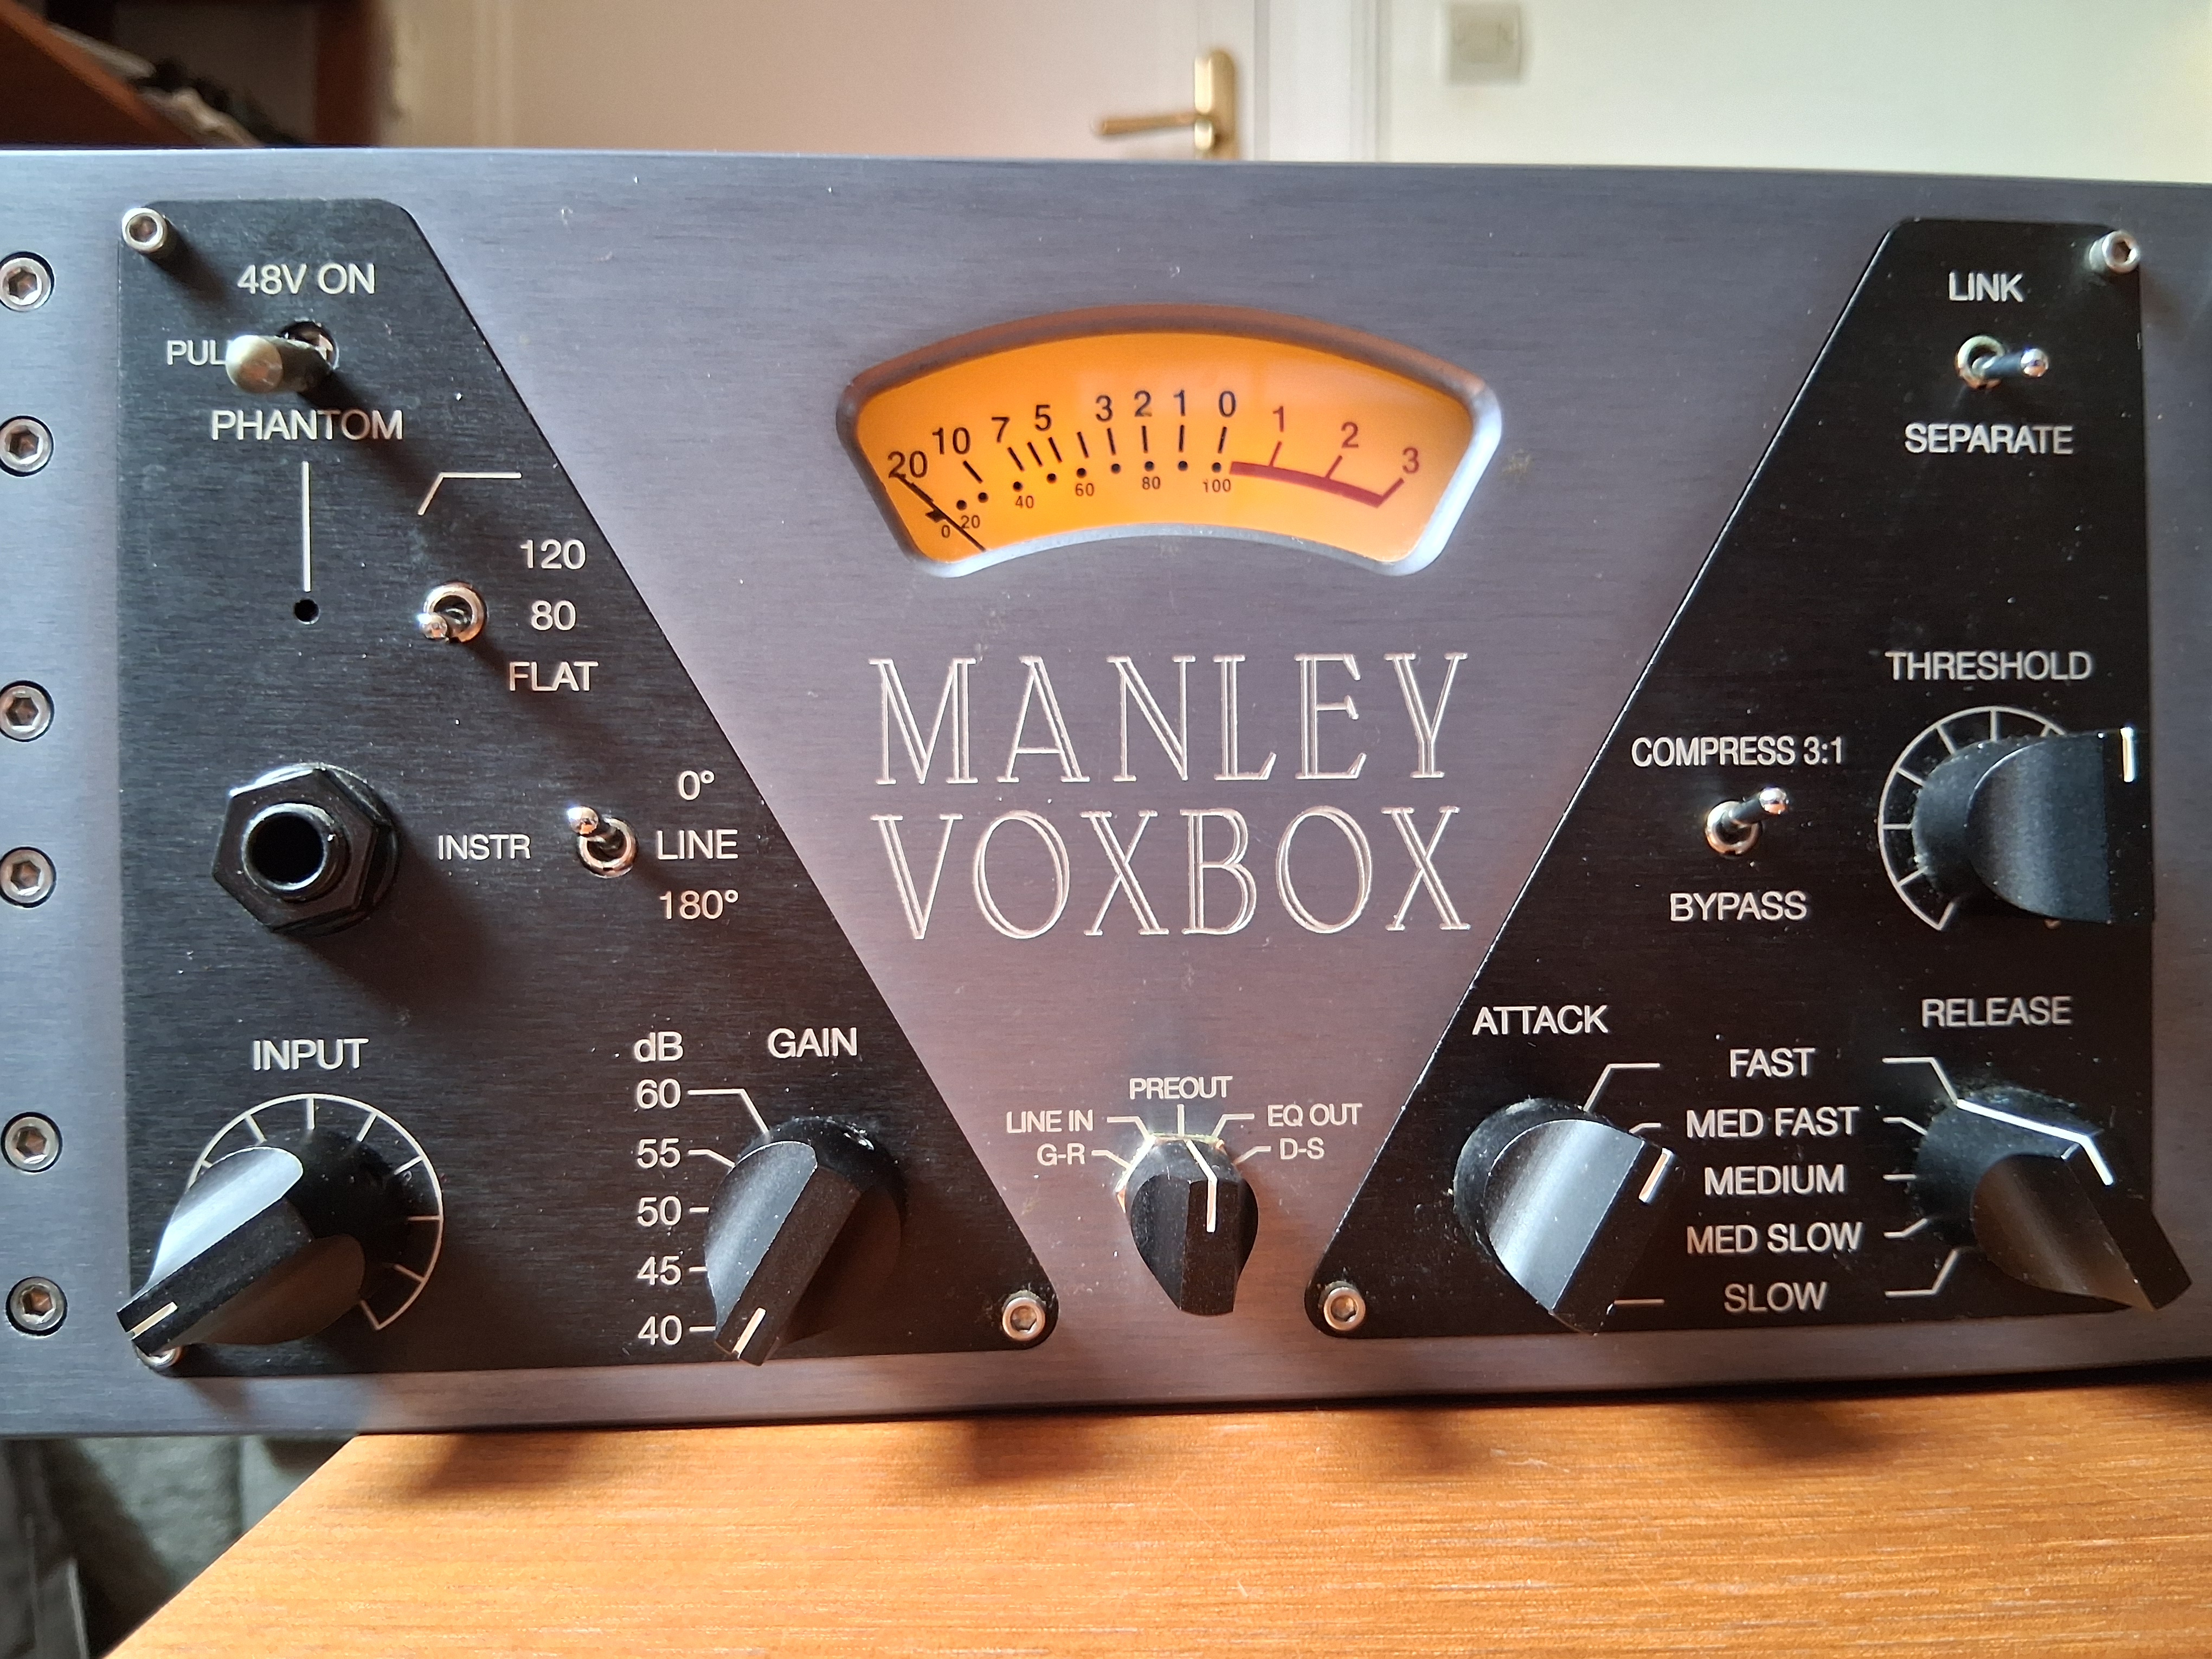 48V ON
PHANTOM
120
80
FLAT
0°
INSTR
LINE
180°
INPUT
dB
GAIN
60
55
50
45
40
20 10 7 5 3 2 1 0 1 2 3
0 20 40 60 80 100
MANLEY
VOXBOX
PREOUT
LINE IN
EQ OUT
G-R
D-S
LINK
SEPARATE
THRESHOLD
COMPRESS 3:1
BYPASS
ATTACK
RELEASE
FAST
MED FAST
MEDIUM
MED SLOW
SLOW